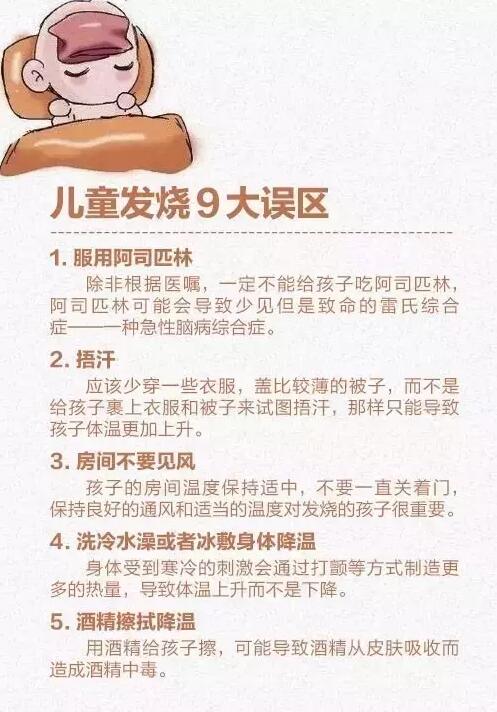 儿童发烧9大误区
1. 服用阿司匹林
除非根据医嘱，一定不能给孩子吃阿司匹林，
阿司匹林可能会导致少见但是致命的雷氏综合
症——一种急性脑病综合症。
2. 捂汗
应该少穿一些衣服，盖比较薄的被子，而不是
给孩子裹上衣服和被子来试图捂汗，那样只能导致
孩子体温更加上升。
3. 房间不要见风
孩子的房间温度保持适中，不要一直关着门，
保持良好的通风和适当的温度对发烧的孩子很重要。
4. 洗冷水澡或者冰敷身体降温
身体受到寒冷的刺激会通过打颤等方式制造更
多的热量，导致体温上升而不是下降。
5. 酒精擦拭降温
用酒精给孩子擦，可能导致酒精从皮肤吸收而
造成酒精中毒。